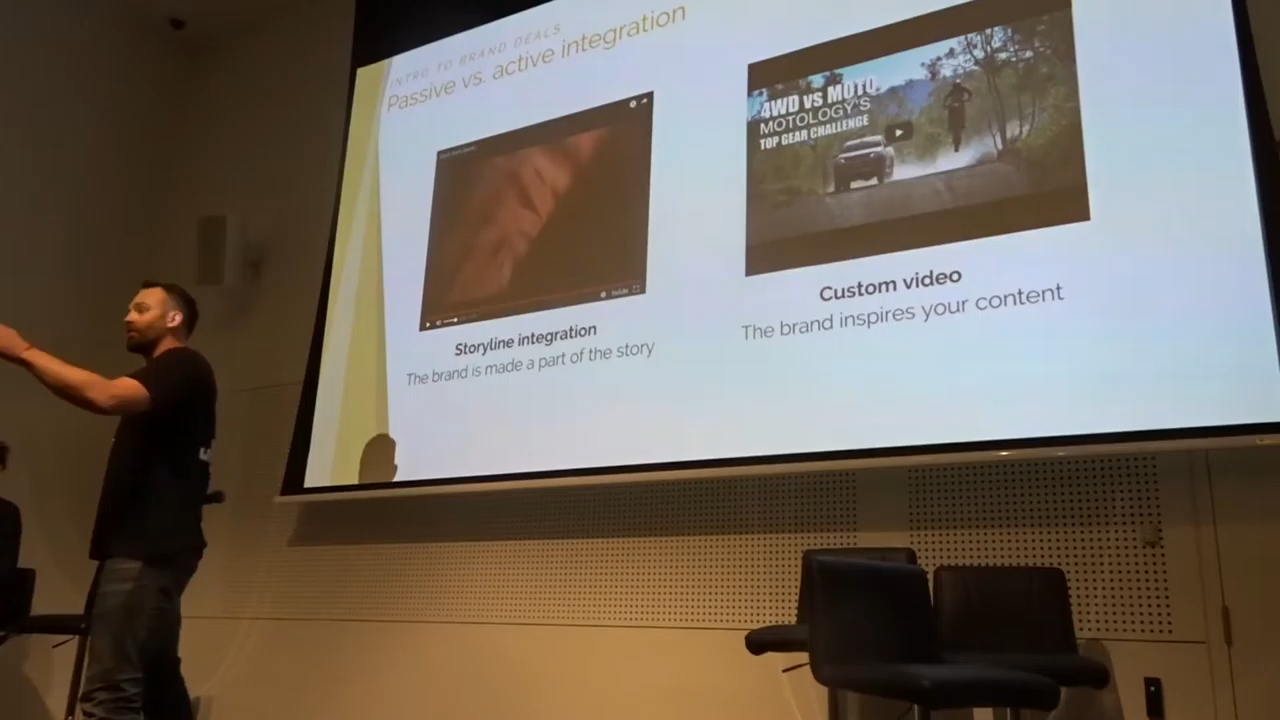 INTRO TO BRAND DEALS
Passive vs. active integration
4WD VS MOTO
MOTOLOGY'S
TOP GEAR CHALLENGE
Storyline integration
The brand is made a part of the story
Custom video
The brand inspires your content